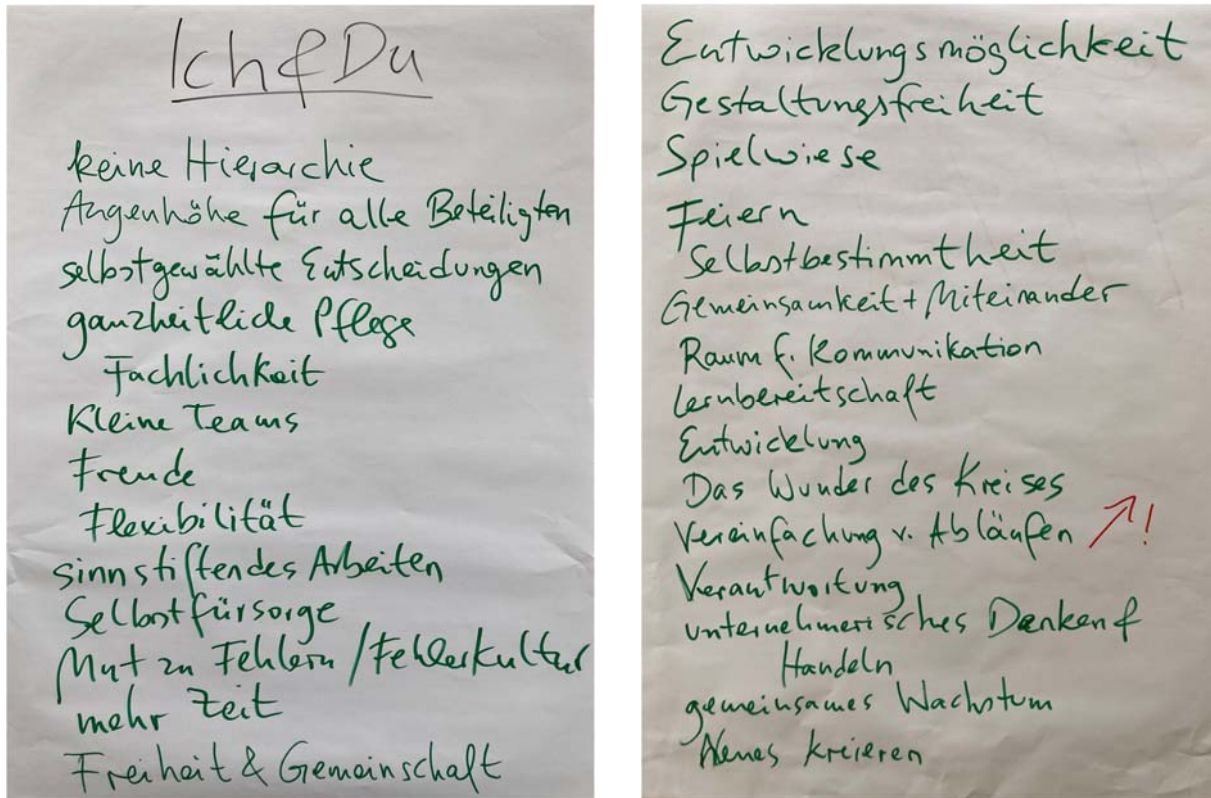 Ich & Du
keine Hierarchie
Augenhöhe für alle Beteiligten
selbstgewählte Entscheidungen
ganzheitliche Pflege
Fachlichkeit
Kleine Teams
Freude
Flexibilität
sinnstiftendes Arbeiten
Selbstfürsorge
Mut zu Fehlern / Fehlerkultur
mehr Zeit
Freiheit & Gemeinschaft
Entwicklungsmöglichkeit
Gestaltungsfreiheit
Spielwiese
Feiern
Selbstbestimmtheit
Gemeinsamkeit + Miteinander
Raum f. Kommunikation
Lernbereitschaft
Entwicklung
Das Wunder des Kreises
Vereinfachung v. Abläufen ↗!
Verantwortung
unternehmerisches Denken &
Handeln
gemeinsames Wachstum
Neues kreieren